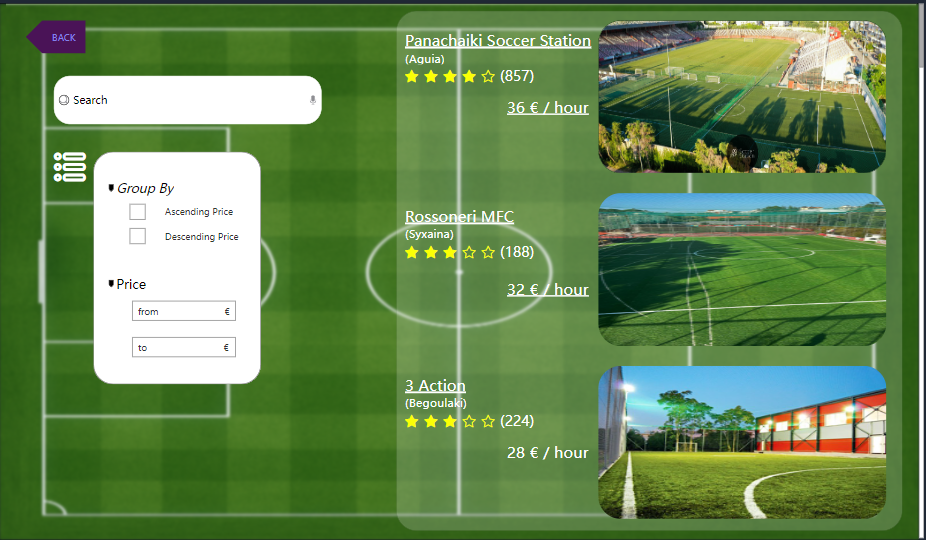 BACK
Search
Group By
Ascending Price
Descending Price
Price
from €
to €
Panachaiki Soccer Station
(Aguia)
(857)
36 € / hour
Rossoneri MFC
(Syxaina)
(188)
32 € / hour
3 Action
(Begoulaki)
(224)
28 € / hour